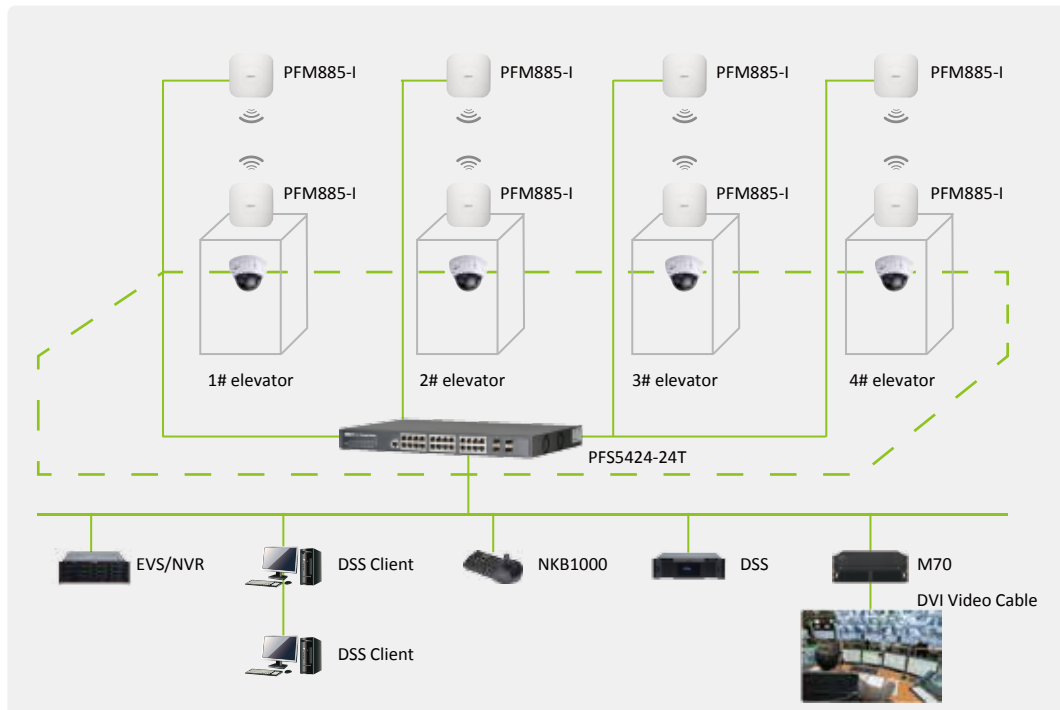 PFM885-I
PFM885-I
PFM885-I
PFM885-I
PFM885-I
PFM885-I
PFM885-I
PFM885-I
1# elevator
2# elevator
3# elevator
4# elevator
PFS5424-24T
EVS/NVR
DSS Client
NKB1000
DSS
M70
DVI Video Cable
DSS Client